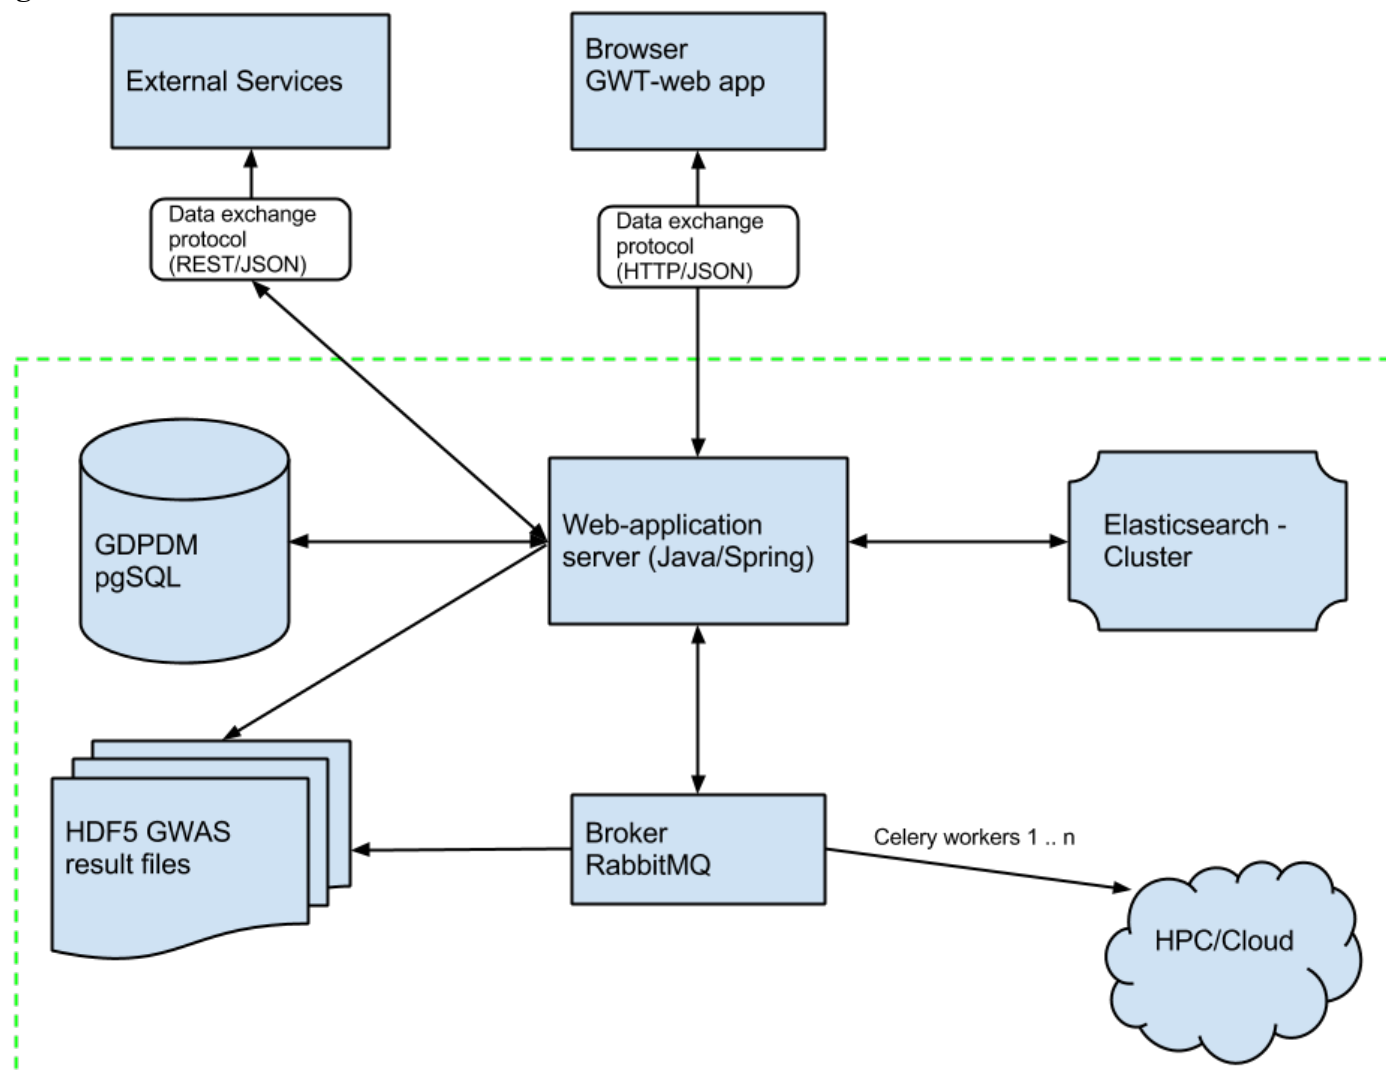 External Services
Browser
GWT-web app
Data exchange
protocol
(REST/JSON)
Data exchange
protocol
(HTTP/JSON)
GDPDM
pgSQL
Web-application
server (Java/Spring)
Elasticsearch -
Cluster
HDF5 GWAS
result files
Broker
RabbitMQ
Celery workers 1 .. n
HPC/Cloud